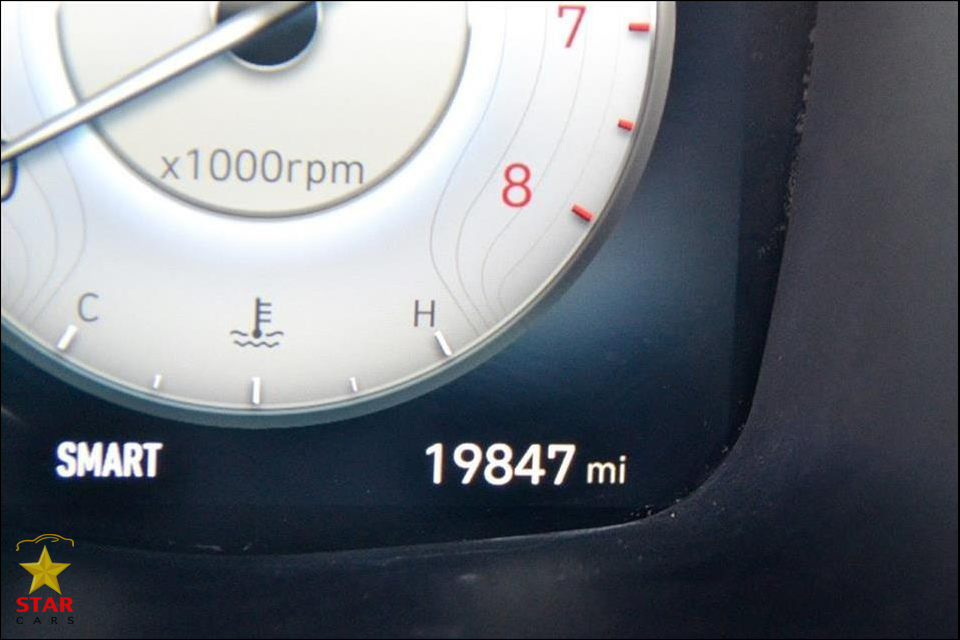 7
x1000rpm
8
C
H
SMART
19847 mi
STAR
CARS